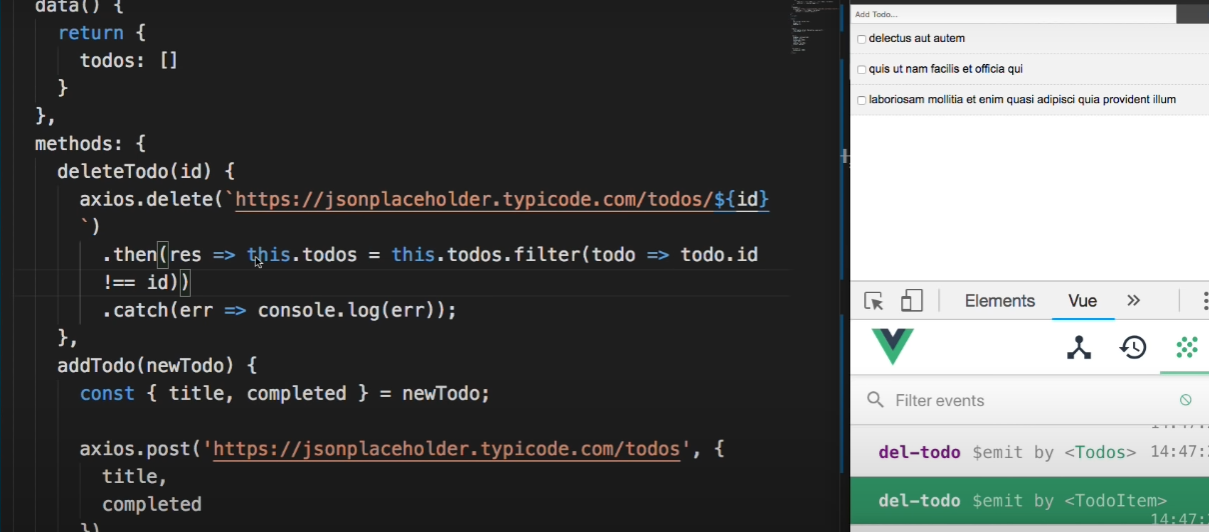 data() {
return {
todos: []
}
},
methods: {
deleteTodo(id) {
axios.delete(`https://jsonplaceholder.typicode.com/todos/${id}
`)
.then(res => this.todos = this.todos.filter(todo => todo.id
!== id))
.catch(err => console.log(err));
},
addTodo(newTodo) {
const { title, completed } = newTodo;
axios.post('https://jsonplaceholder.typicode.com/todos', {
title,
completed
})
Add Todo...
delectus aut autem
quis ut nam facilis et officia qui
laboriosam mollitia et enim quasi adipisci quia provident illum
Elements Vue »
Filter events
del-todo $emit by <Todos> 14:47:
del-todo $emit by <TodoItem>
14:47: